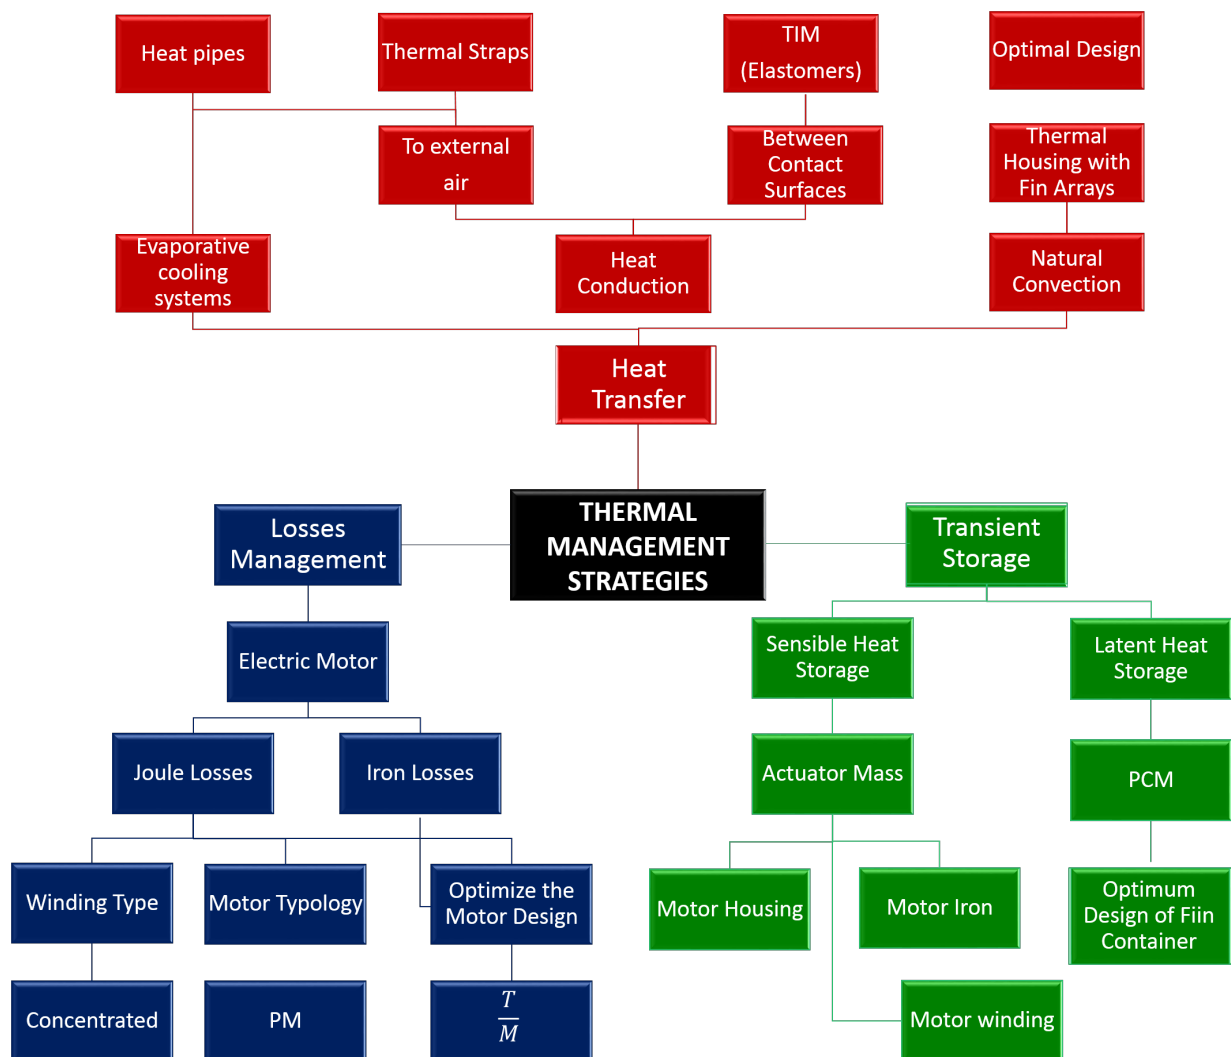 Heat pipes
Thermal Straps
TIM
(Elastomers)
Optimal Design
To external
air
Between
Contact
Surfaces
Thermal
Housing with
Fin Arrays
Evaporative
cooling
systems
Heat
Conduction
Natural
Convection
Heat
Transfer
THERMAL
MANAGEMENT
STRATEGIES
Losses
Management
Transient
Storage
Electric Motor
Sensible Heat
Storage
Latent Heat
Storage
Joule Losses
Iron Losses
Actuator Mass
PCM
Winding Type
Motor Typology
Optimize the
Motor Design
Motor Housing
Motor Iron
Optimum
Design of Fiin
Container
Concentrated
PM
T
M
Motor winding